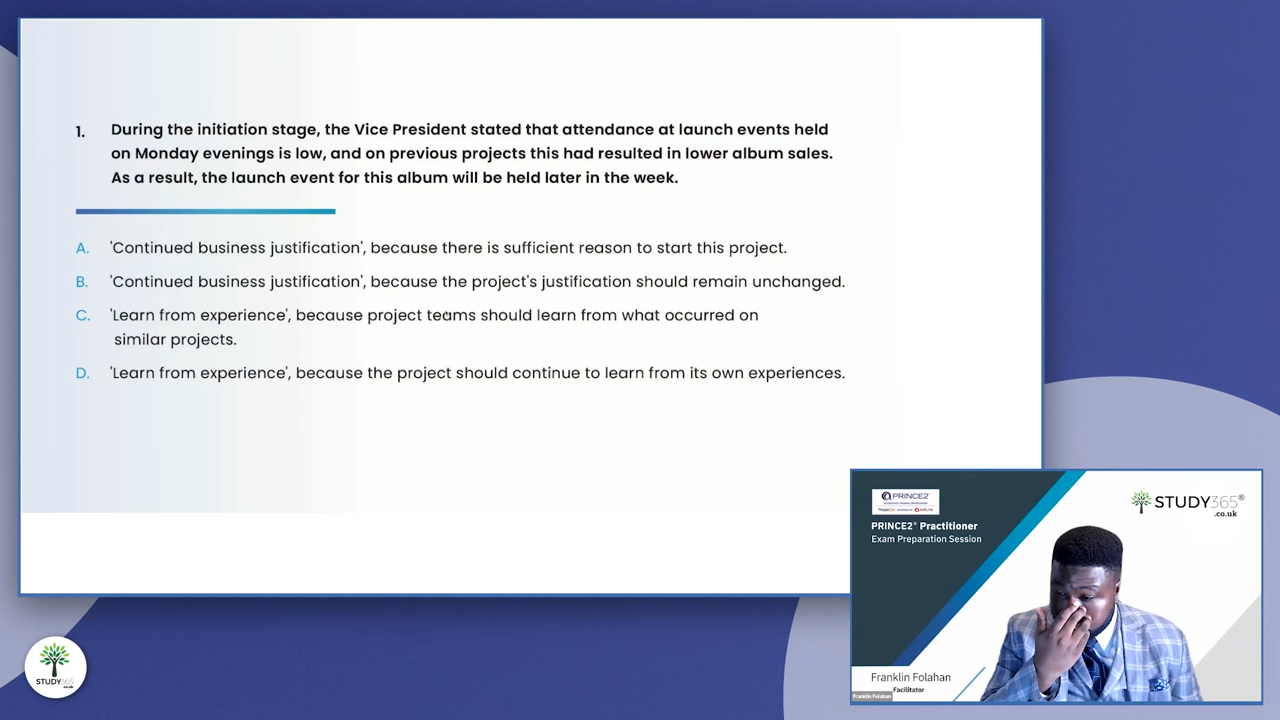 1. During the initiation stage, the Vice President stated that attendance at launch events held
on Monday evenings is low, and on previous projects this had resulted in lower album sales.
As a result, the launch event for this album will be held later in the week.
A. 'Continued business justification', because there is sufficient reason to start this project.
B. 'Continued business justification', because the project's justification should remain unchanged.
C. 'Learn from experience', because project teams should learn from what occurred on
similar projects.
D. 'Learn from experience', because the project should continue to learn from its own experiences.
PRINCE2
PRINCE2® Practitioner
Exam Preparation Session
STUDY365®
.co.uk
Franklin Folahan
Facilitator
Franklin Folahan
STUDY365
.co.uk